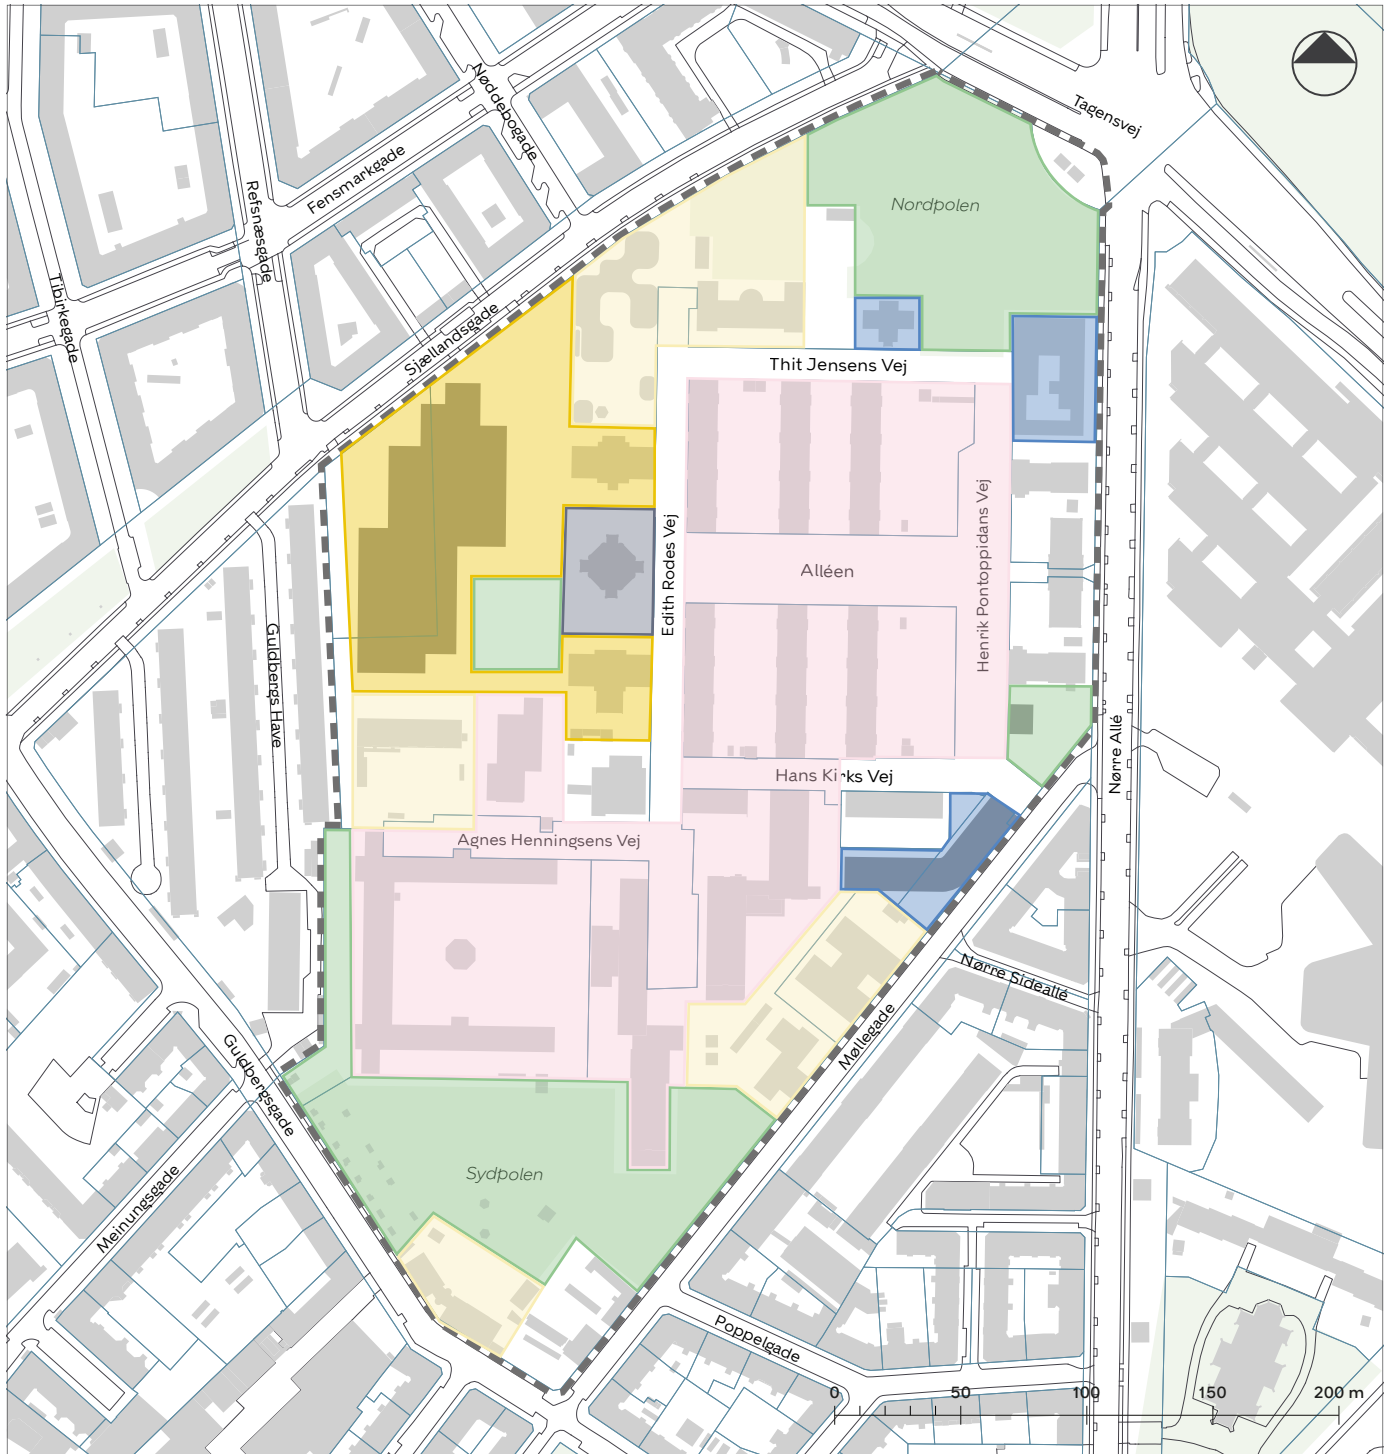 Tagensvej
Nøddebogade
Fensmarkgade
Refsnæsgade
Nordpolen
Tibirkegade
Sjællandsgade
Thit Jensens Vej
Edith Rodes Vej
Henrik Pontoppidans Vej
Alléen
Guldbergs Have
Nørre Allé
Hans Kirks Vej
Agnes Henningsens Vej
Nørre Sideallé
Møllegade
Guldbergsgade
Sydpolen
Meinungsgade
Poppelgade
0 50 100 150 200 m